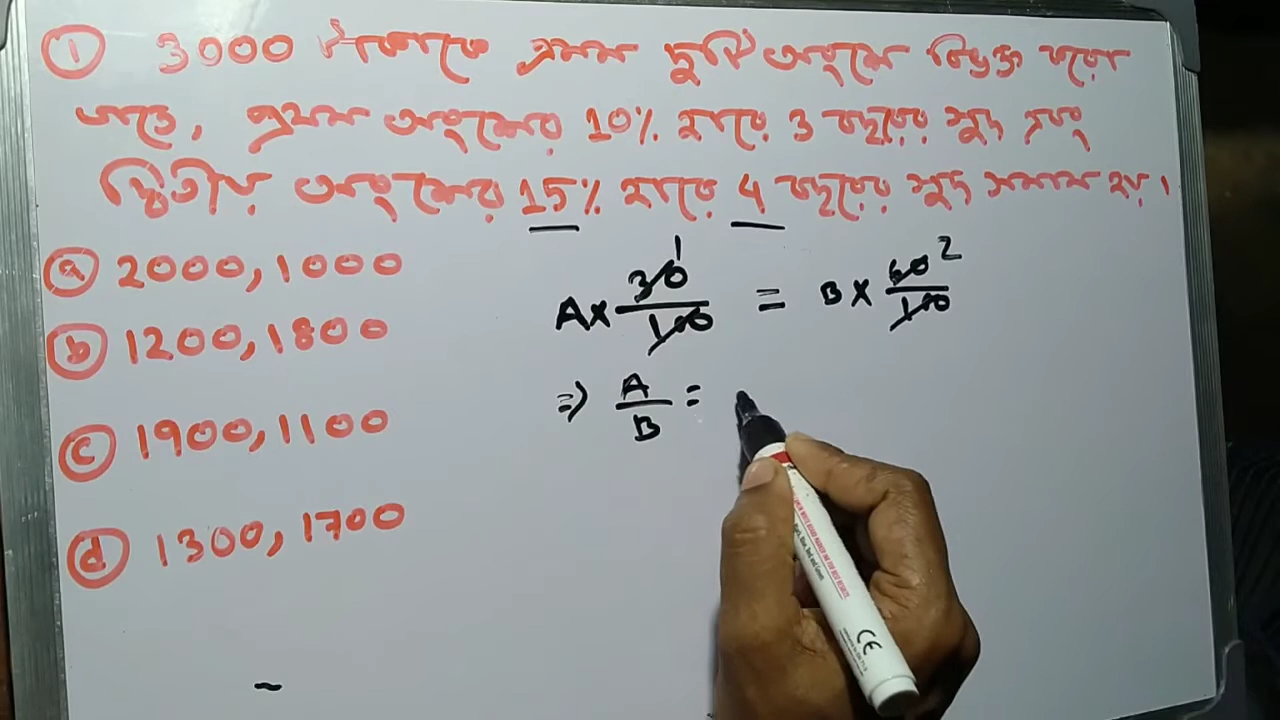 ① 3000 টাকাকে এমন দুটি অংশে বিভক্ত করো
যাতে, প্রথম অংশের 10% হারে 3 বছরের সুদ এবং
দ্বিতীয় অংশের 15% হারে 4 বছরের সুদ সমান হয়।
ⓐ 2000, 1000
ⓑ 1200, 1800
ⓒ 1900, 1100
ⓓ 1300, 1700
A × 30/100 = B × 60/100
1 2
⇒ A/B =
CE